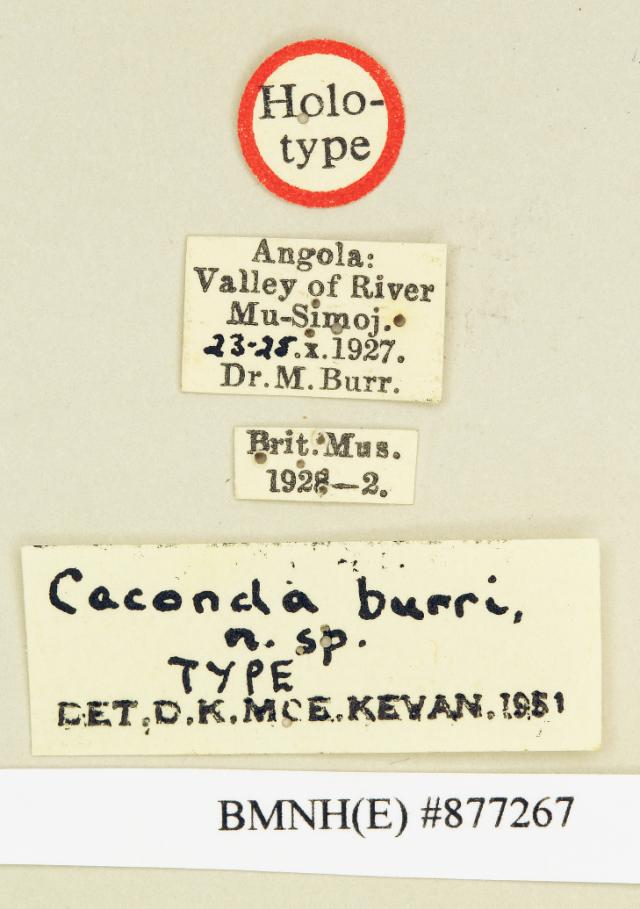 Holo-
type
Angola:
Valley of River
Mu-Simoj.
23-25.x.1927.
Dr. M. Burr.
Brit. Mus.
1928—2.
Caconda burri,
n. sp.
TYPE
DET. D. K. MCE. KEVAN. 1951
BMNH(E) #877267